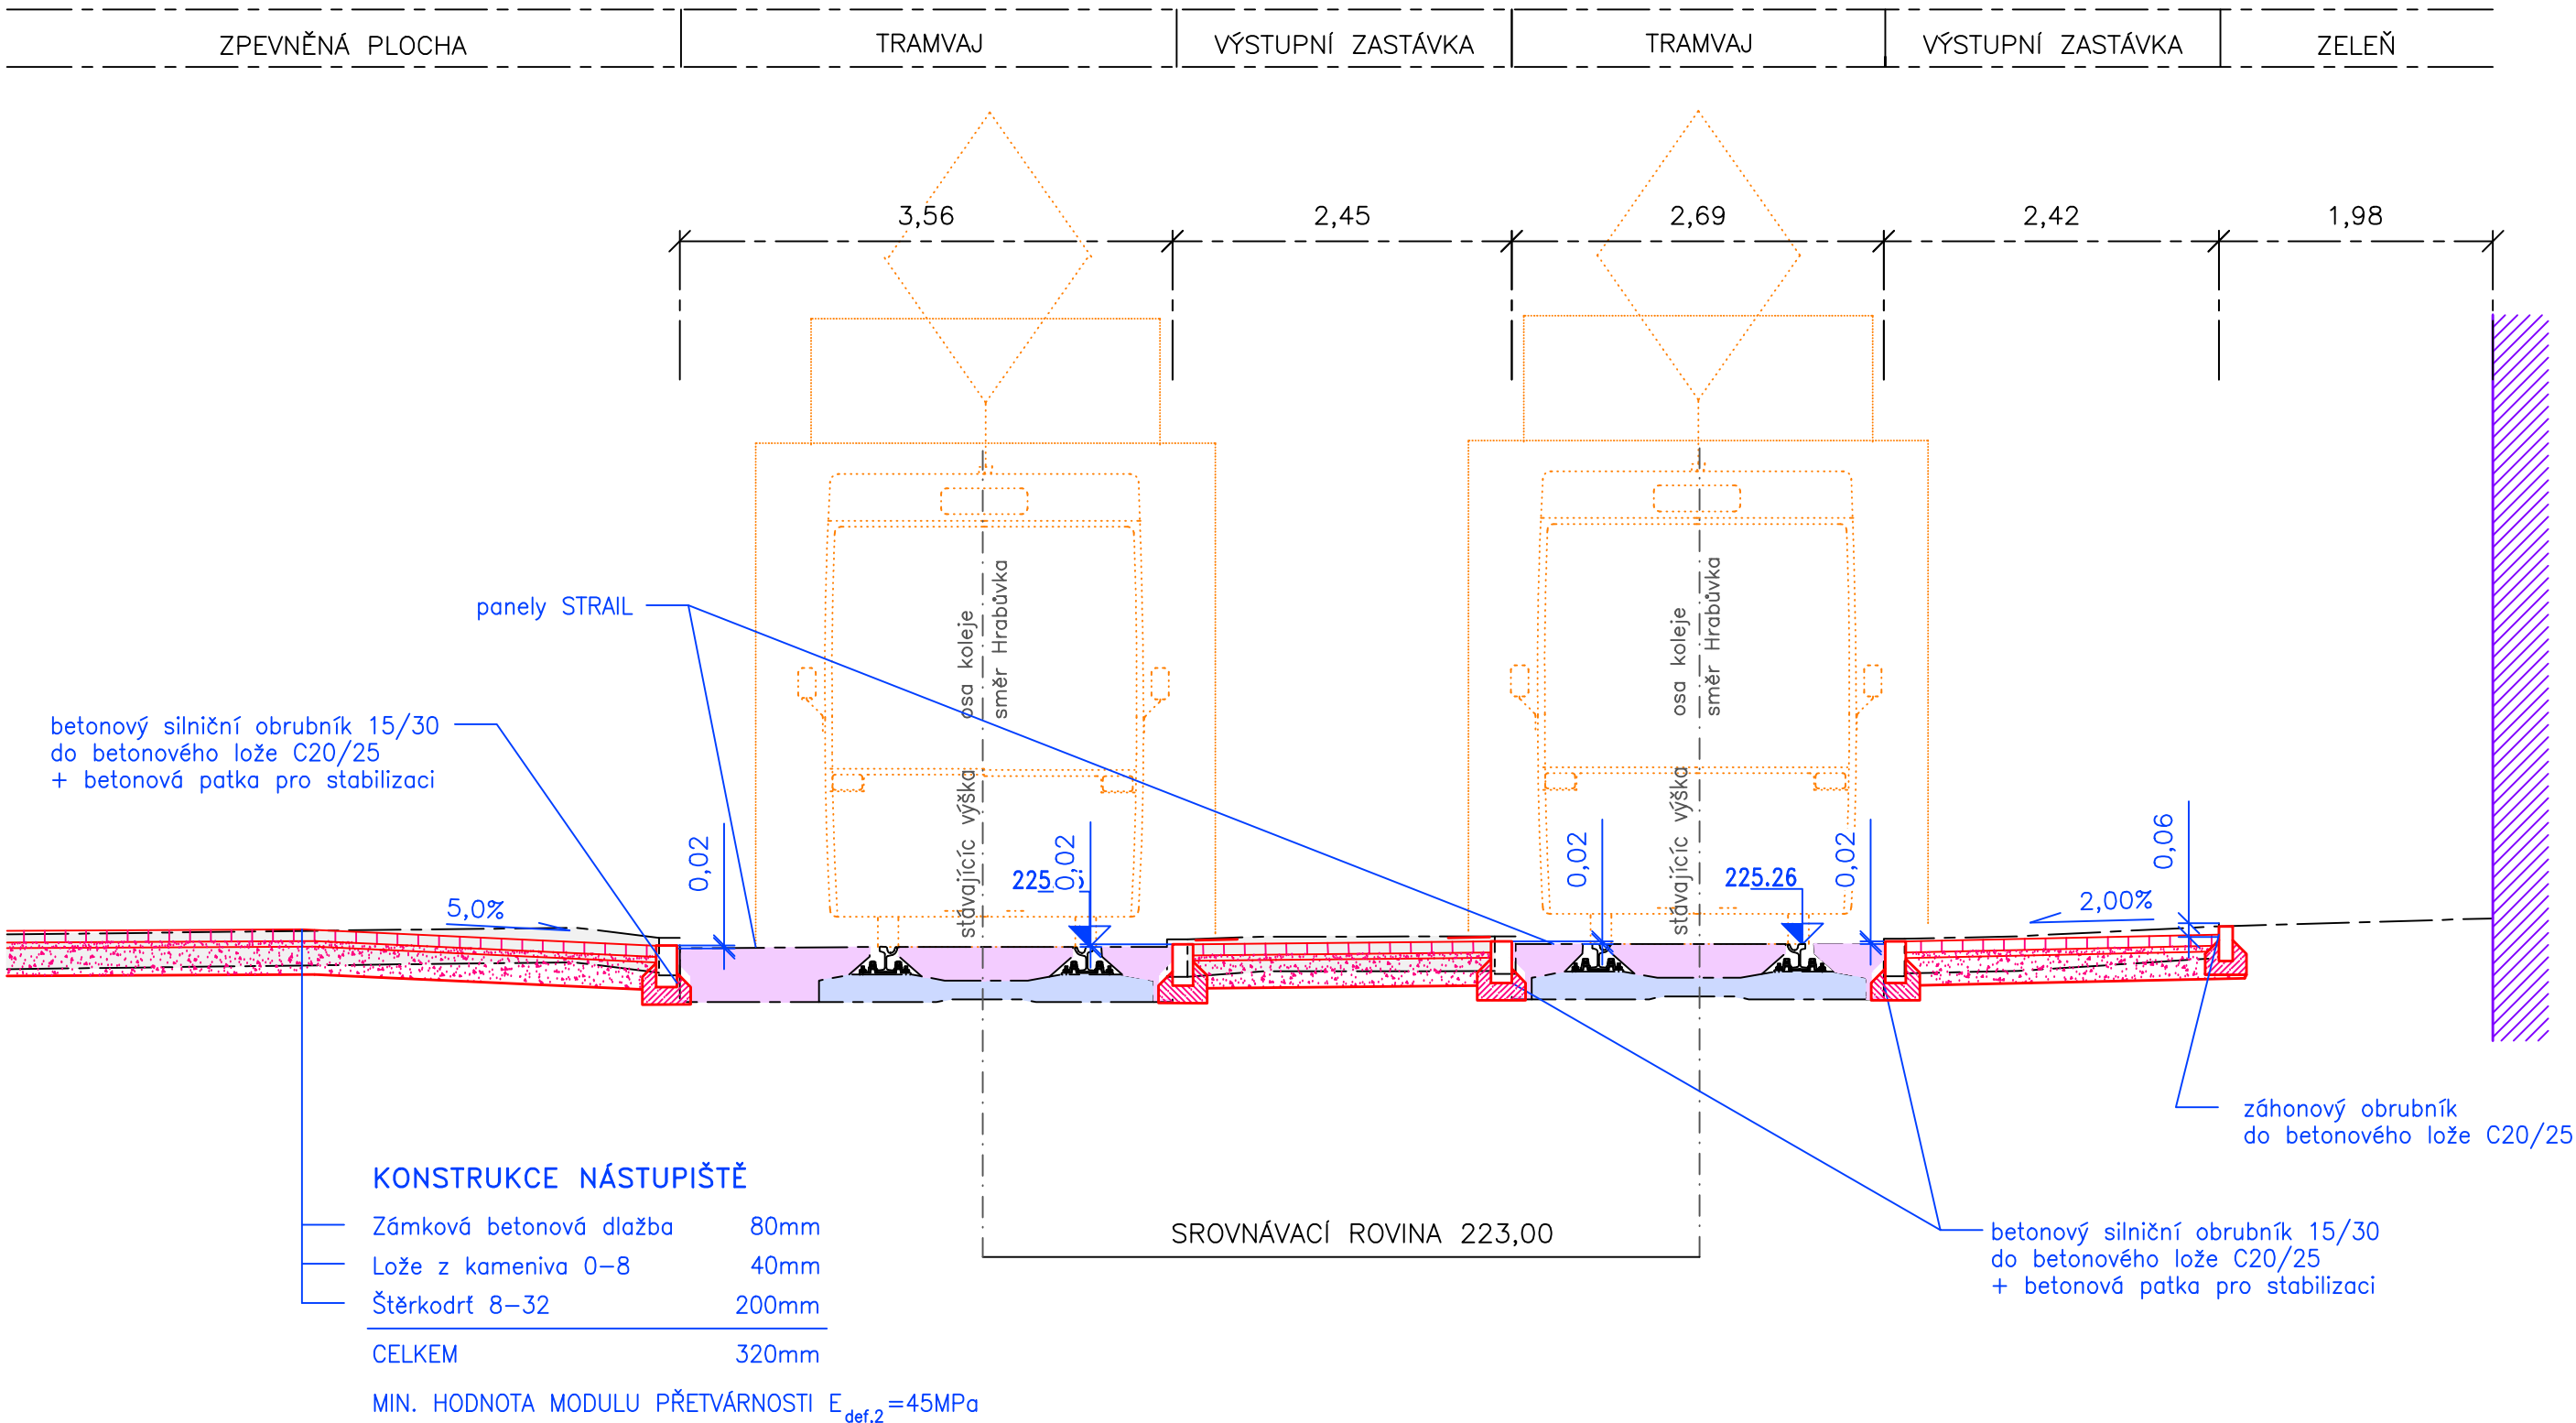 ZPEVNĚNÁ PLOCHA
TRAMVAJ
VÝSTUPNÍ ZASTÁVKA
TRAMVAJ
VÝSTUPNÍ ZASTÁVKA
ZELEŇ
3,56
2,45
2,69
2,42
1,98
panely STRAIL
betonový silniční obrubník 15/30
do betonového lože C20/25
+ betonová patka pro stabilizaci
stávajícíc výška osa koleje
směr Hrabůvka
stávajícíc výška osa koleje
směr Hrabůvka
5,0%
0,02
0,02
0,02
225.26
0,02
0,06
2,00%
záhonový obrubník
do betonového lože C20/25
KONSTRUKCE NÁSTUPIŠTĚ
Zámková betonová dlažba 80mm
Lože z kameniva 0-8 40mm
Štěrkodrť 8-32 200mm
CELKEM 320mm
MIN. HODNOTA MODULU PŘETVÁRNOSTI E def.2 =45MPa
SROVNÁVACÍ ROVINA 223,00
betonový silniční obrubník 15/30
do betonového lože C20/25
+ betonová patka pro stabilizaci